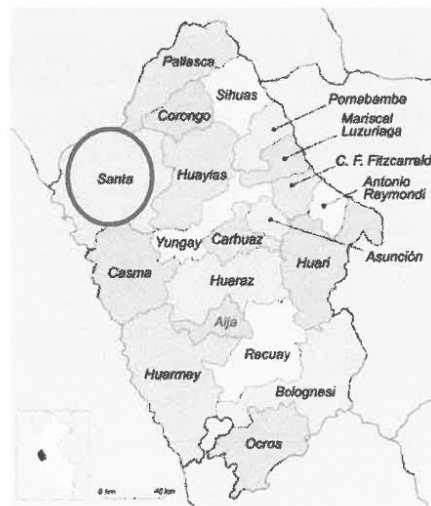 Pallasca
Sihuas
Corongo
Pomabamba
Mariscal
Luzuriaga
C. F. Fitzcarrald
Antonio
Raymondi
Santa
Huaylas
Yungay
Carhuaz
Asunción
Casma
Huari
Huaraz
Aija
Recuay
Huarmay
Bolognesi
Ocros
0 km 40 km